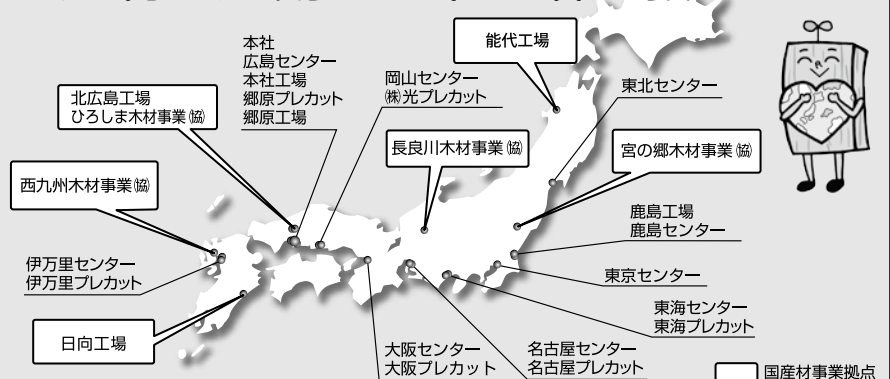 能代工場
本社
広島センター
本社工場
郷原プレカット
郷原工場
岡山センター
㈱光プレカット
東北センター
北広島工場
ひろしま木材事業㈿
長良川木材事業㈿
宮の郷木材事業㈿
西九州木材事業㈿
鹿島工場
鹿島センター
伊万里センター
伊万里プレカット
東京センター
東海センター
東海プレカット
日向工場
大阪センター
大阪プレカット
名古屋センター
名古屋プレカット
国産材事業拠点